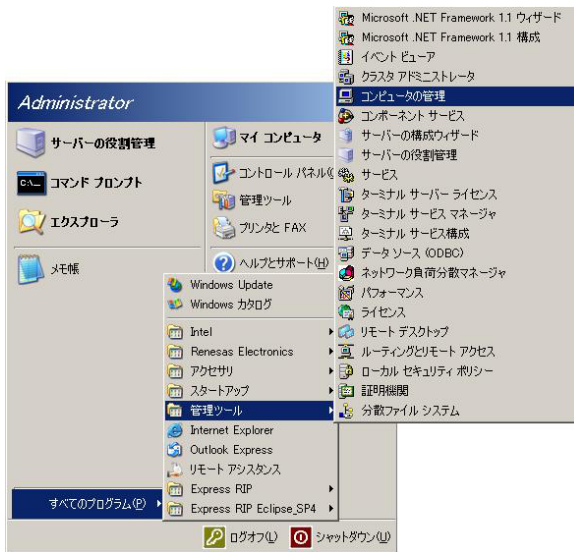 Administrator
サーバーの役割管理
コマンド プロンプト
C:\_
エクスプローラ
メモ帳
すべてのプログラム(P)
マイ コンピュータ
コントロール パネル(
管理ツール
プリンタと FAX
ヘルプとサポート(H)
Windows Update
Windows カタログ
Intel
Renesas Electronics
アクセサリ
スタートアップ
管理ツール
Internet Explorer
Outlook Express
リモート アシスタンス
Express RIP
Express RIP Eclipse_SP4
Microsoft .NET Framework 1.1 ウィザード
Microsoft .NET Framework 1.1 構成
イベント ビューア
クラスタ アドミニストレータ
コンピュータの管理
コンポーネント サービス
サーバーの構成ウィザード
サーバーの役割管理
サービス
ターミナル サーバー ライセンス
ターミナル サービス マネージャ
ターミナル サービス構成
データ ソース (ODBC)
ネットワーク負荷分散マネージャ
パフォーマンス
ライセンス
リモート デスクトップ
ルーティングとリモート アクセス
ローカル セキュリティ ポリシー
証明機関
分散ファイル システム
ログオフ(L)
シャットダウン(U)